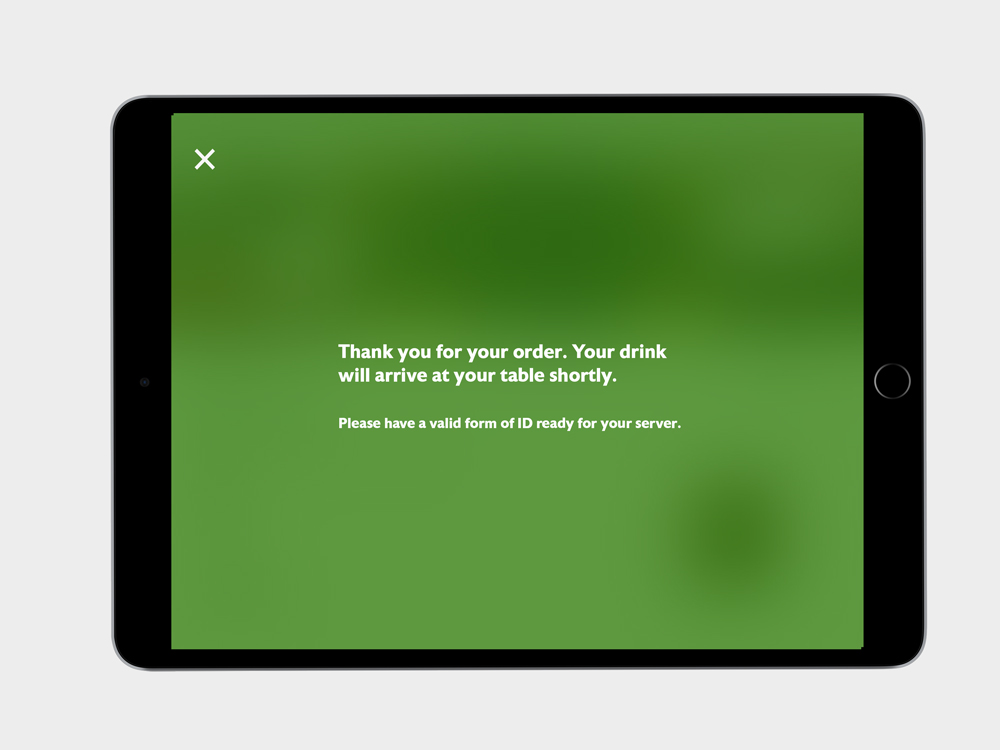 Thank you for your order. Your drink
will arrive at your table shortly.
Please have a valid form of ID ready for your server.